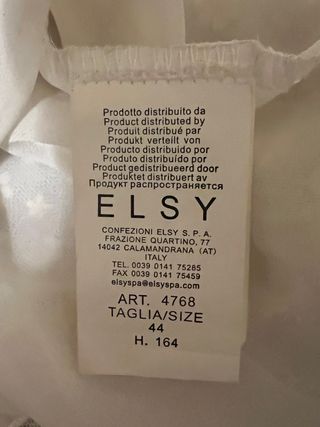 Prodotto distribuito da
Product distributed by
Produit distribué par
Produkt verteilt von
Producto distribuido por
Produto distribuído por
Product gedistribueerd door
Produktet distribuert av
Продукт распространяется
ELSY
CONFEZIONI ELSY S.P.A.
FRAZIONE QUARTINO, 77
14042 CALAMANDRANA (AT)
ITALY
TEL. 0039 0141 75285
FAX 0039 0141 75459
elsyspa@elsyspa.com
ART. 4768
TAGLIA/SIZE
44
H. 164